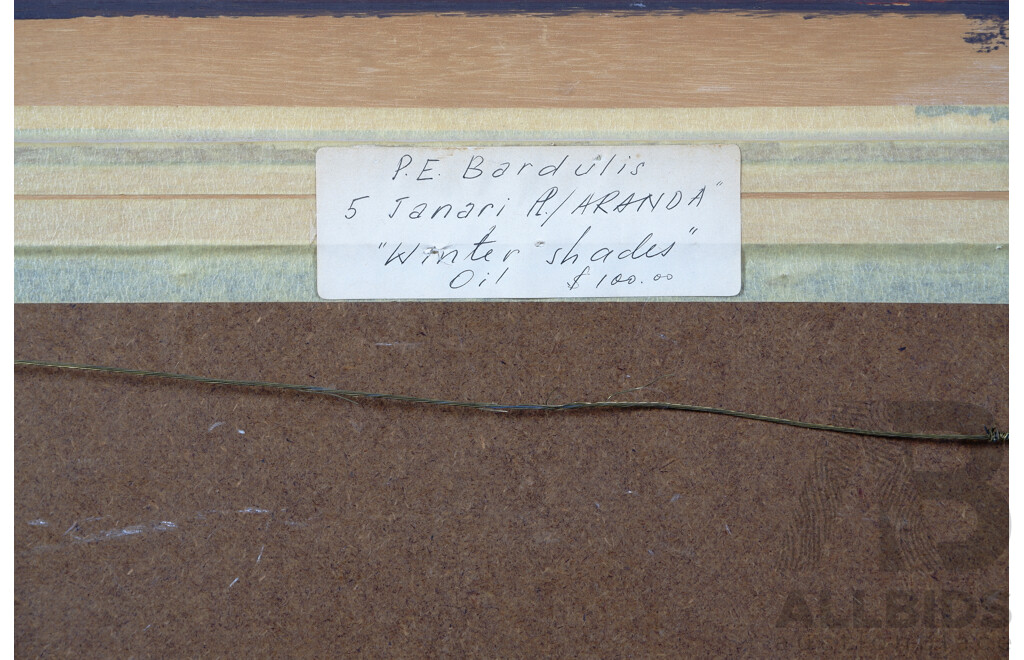 P.E. Bardulis
5 Janari Pl./ARANDA"
"Winter shades"
Oil $100.00
ALLBIDS